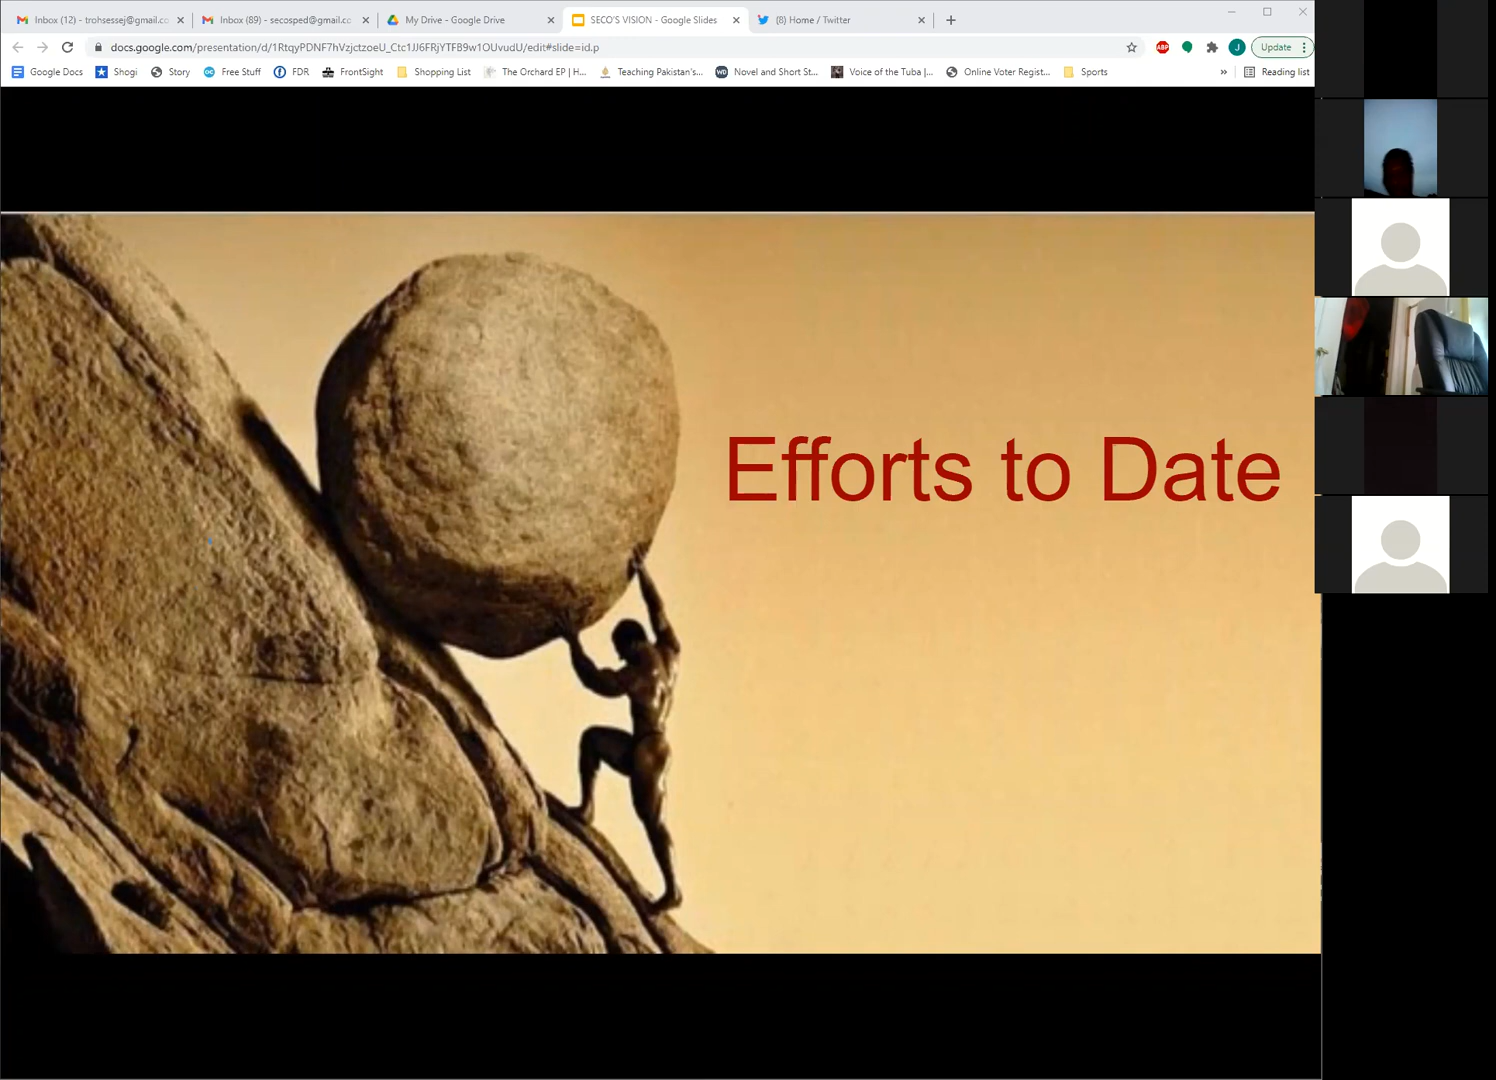 Inbox (12) - trohsessej@gmail.co
Inbox (89) - secosped@gmail.co
My Drive - Google Drive
SECO'S VISION - Google Slides
(8) Home / Twitter
docs.google.com/presentation/d/1RtqyPDNF7hVzjctzoeU_Ctc1JJ6FRjYTFB9w1OUvudU/edit#slide=id.p
ABP
J
Update
Google Docs
Shogi
Story
Free Stuff
FDR
FrontSight
Shopping List
The Orchard EP | H...
Teaching Pakistan's...
WD
Novel and Short St...
Voice of the Tuba |...
Online Voter Regist...
Sports
»
Reading list
Efforts to Date